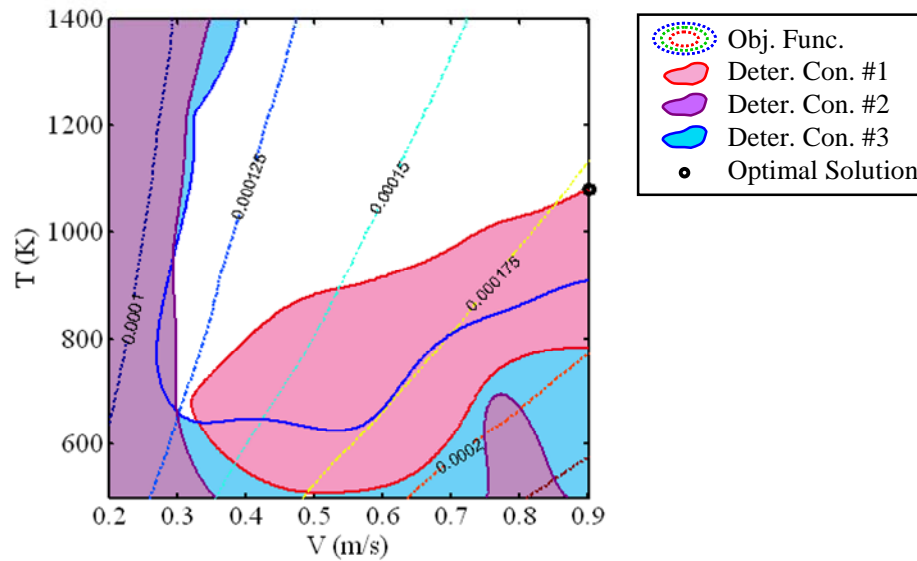 1400
1200
1000
800
600
T (K)
0.2 0.3 0.4 0.5 0.6 0.7 0.8 0.9
V (m/s)
0.0001
0.000125
0.00015
0.000175
0.0002
Obj. Func.
Deter. Con. #1
Deter. Con. #2
Deter. Con. #3
Optimal Solution